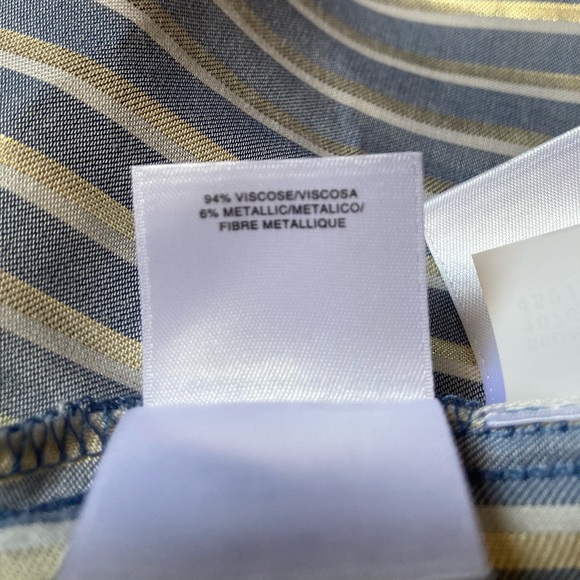 94% VISCOSE/VISCOSA
6% METALLIC/METALICO/
FIBRE METALLIQUE